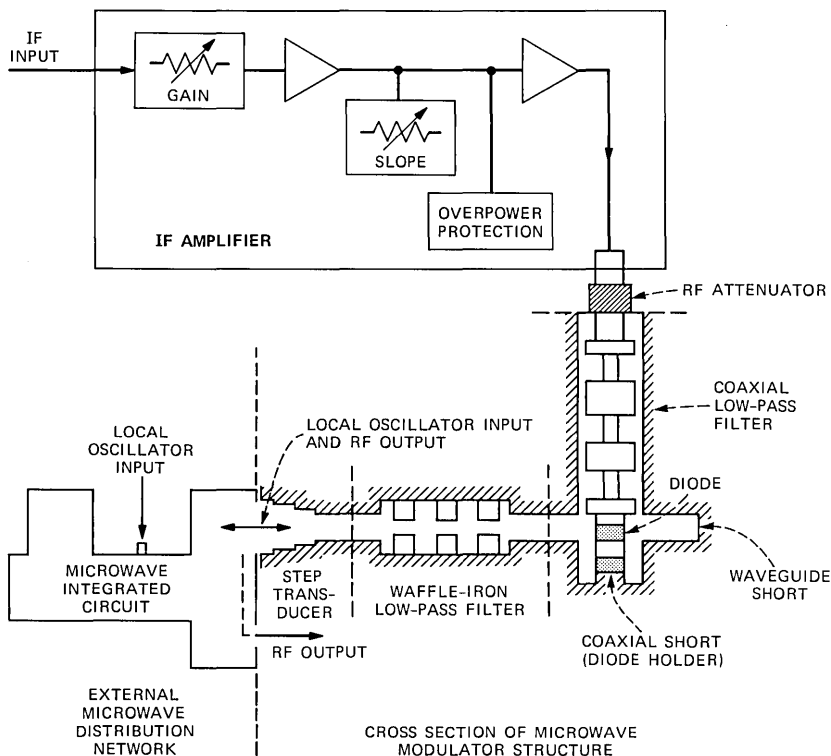 IF
INPUT
GAIN
SLOPE
OVERPOWER
PROTECTION
IF AMPLIFIER
RF ATTENUATOR
COAXIAL
LOW-PASS
FILTER
LOCAL OSCILLATOR INPUT
AND RF OUTPUT
LOCAL
OSCILLATOR
INPUT
DIODE
MICROWAVE
INTEGRATED
CIRCUIT
STEP
TRANS-
DUCER
WAFFLE-IRON
LOW-PASS FILTER
WAVEGUIDE
SHORT
RF OUTPUT
COAXIAL SHORT
(DIODE HOLDER)
EXTERNAL
MICROWAVE
DISTRIBUTION
NETWORK
CROSS SECTION OF MICROWAVE
MODULATOR STRUCTURE